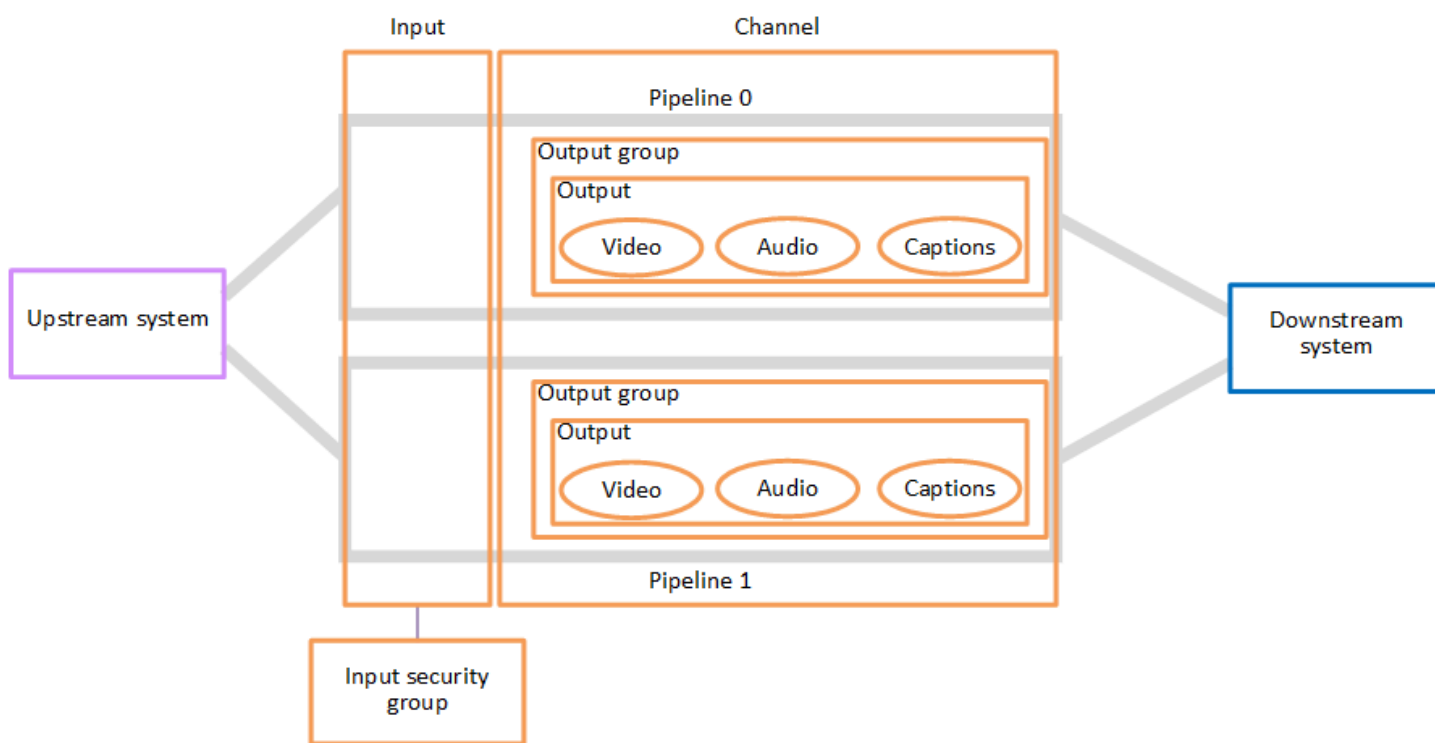 Input
Channel
Pipeline 0
Output group
Output
Video
Audio
Captions
Upstream system
Downstream
system
Output group
Output
Video
Audio
Captions
Pipeline 1
Input security
group